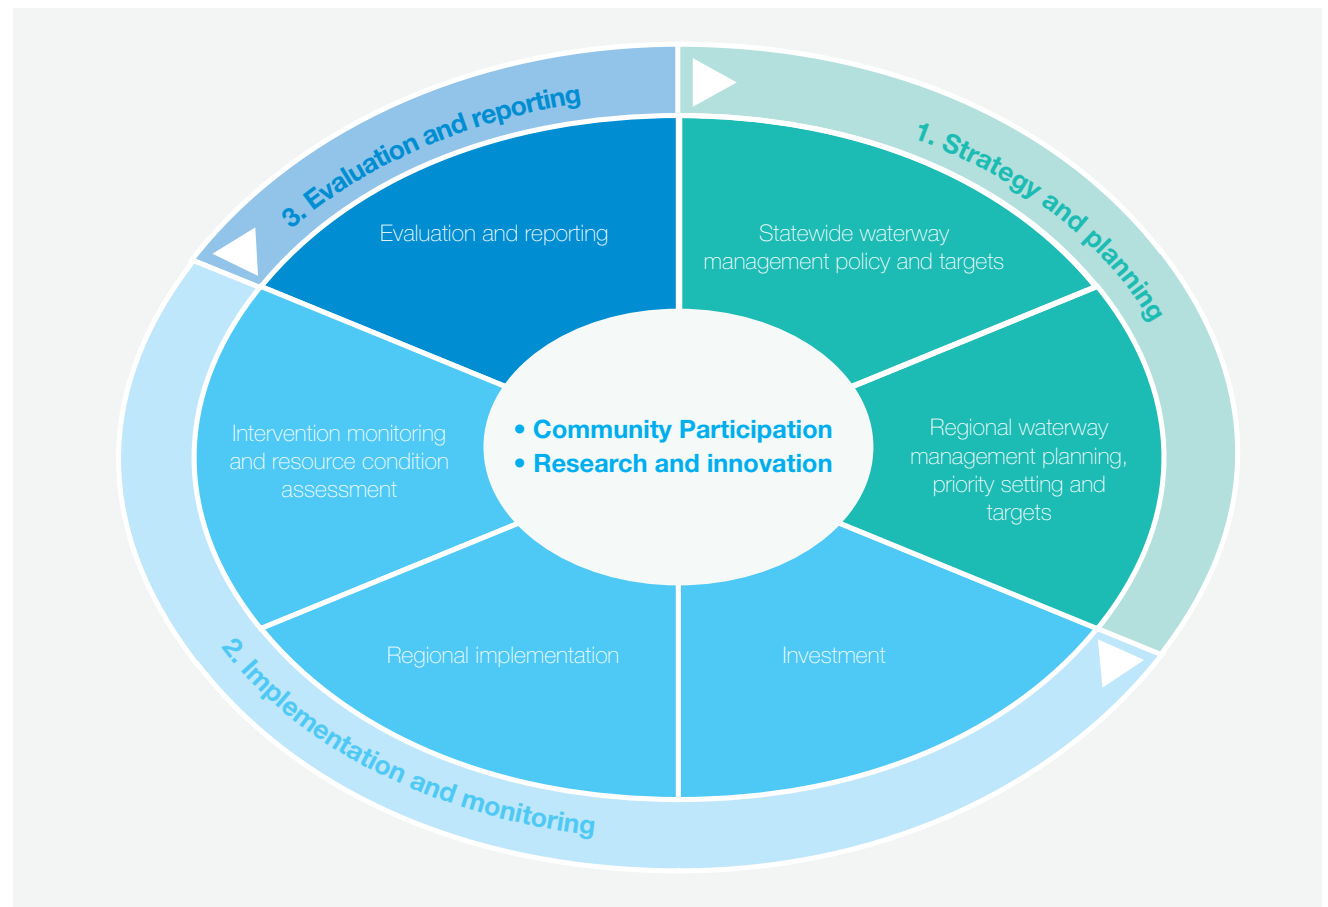 1. Strategy and planning
Statewide waterway
management policy and targets
Regional waterway
management planning,
priority setting and
targets
2. Implementation and monitoring
Investment
Regional implementation
Intervention monitoring
and resource condition
assessment
3. Evaluation and reporting
Evaluation and reporting
• Community Participation
• Research and innovation